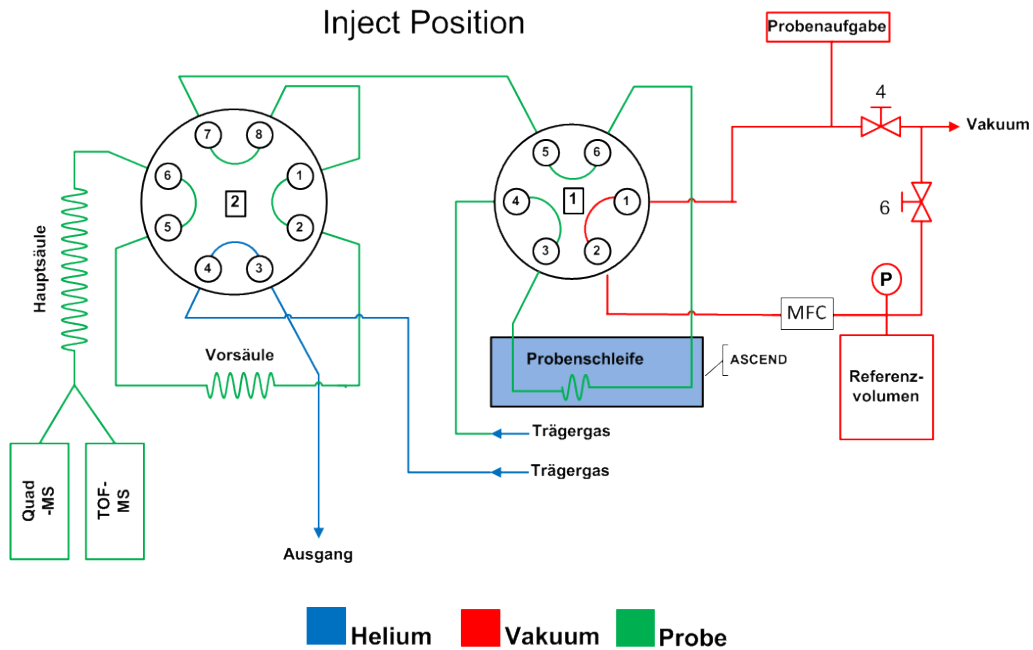 Inject Position
Probenaufgabe
4
Vakuum
7
8
6
1
2
5
2
4
3
5
6
4
1
1
3
2
6
P
MFC
Hauptsäule
Vorsäule
Probenschleife
ASCEND
Referenz-
volumen
Trägergas
Trägergas
Quad
-MS
TOF-
MS
Ausgang
Helium
Vakuum
Probe